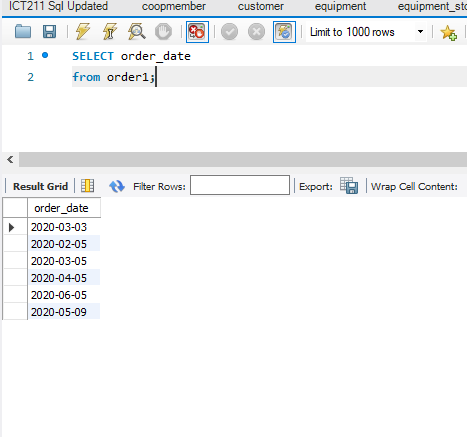 ICT211 Sql Updated coopmember customer equipment equipment_sto
Limit to 1000 rows
1 SELECT order_date
2 from order1;
Result Grid Filter Rows: Export: Wrap Cell Content:
order_date
2020-03-03
2020-02-05
2020-03-05
2020-04-05
2020-06-05
2020-05-09